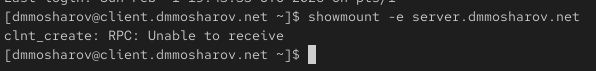 [dmmosharov@client.dmmosharov.net ~]$ showmount -e server.dmmosharov.net
clnt_create: RPC: Unable to receive
[dmmosharov@client.dmmosharov.net ~]$